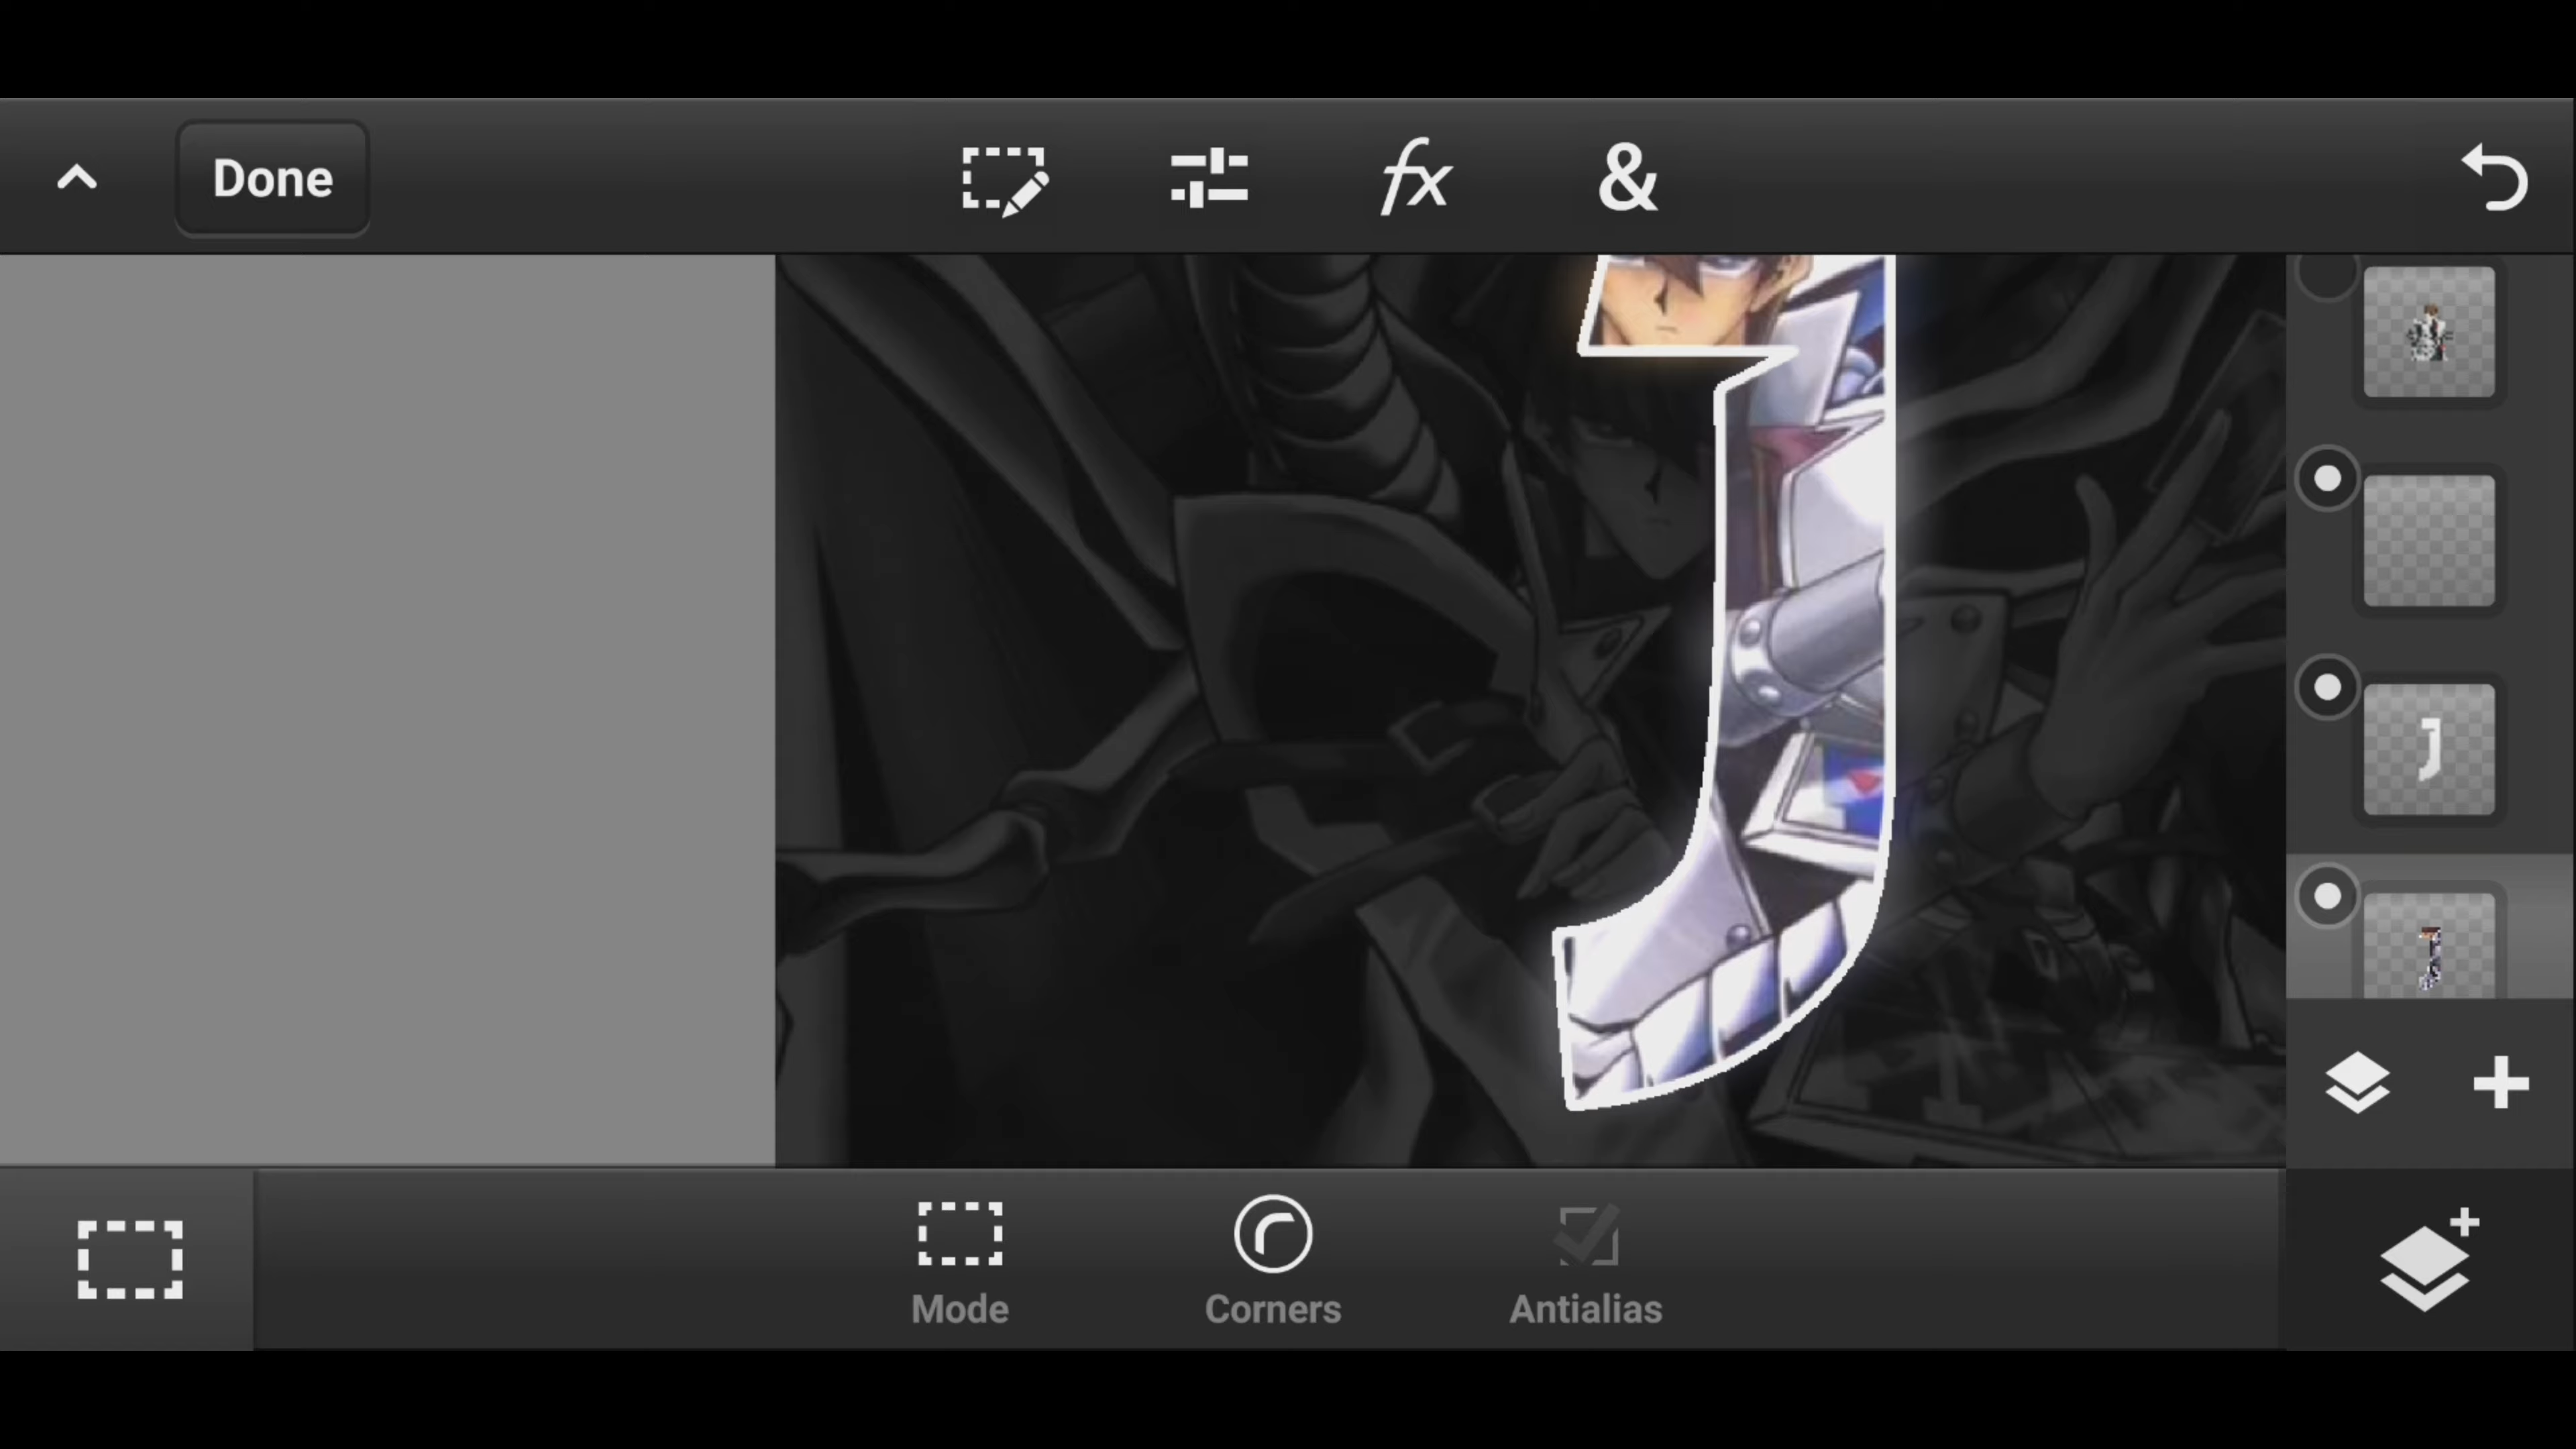 Done
fx
&
J
Mode
Corners
Antialias